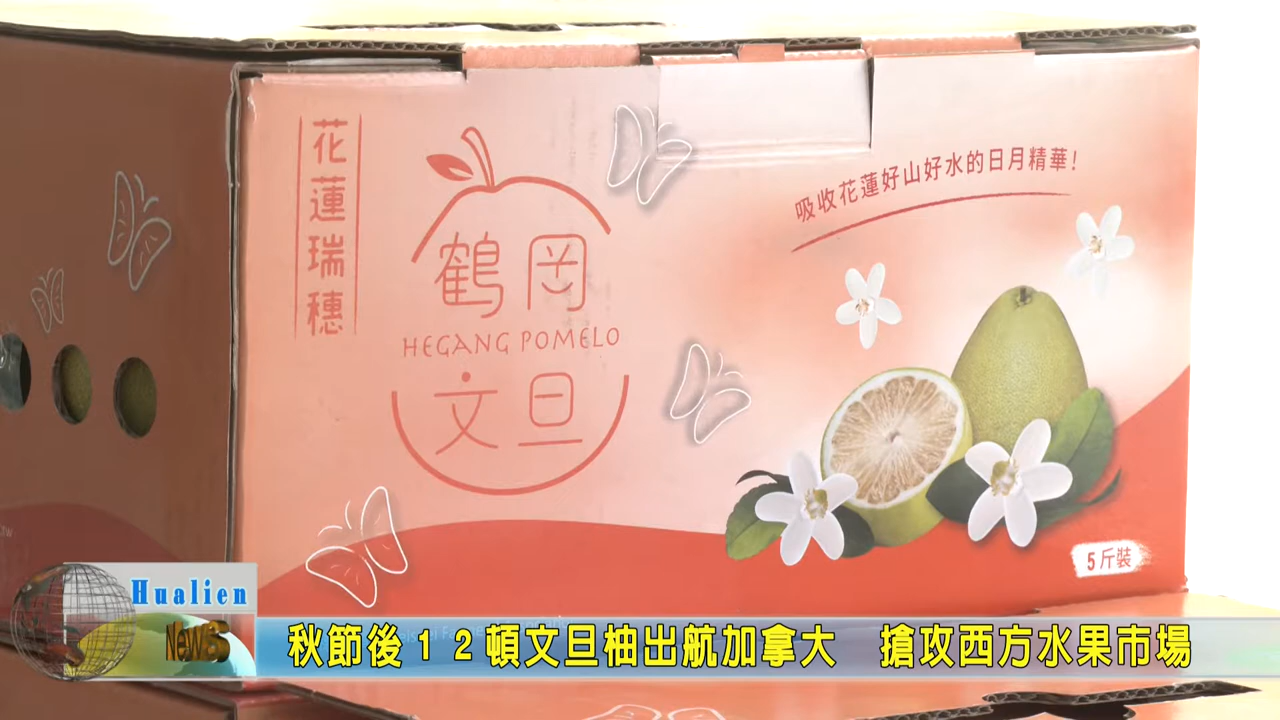 花蓮瑞穗
鶴岡
HEGANG POMELO
文旦
吸收花蓮好山好水的日月精華!
5斤裝
Hualien
News
秋節後12頓文旦柚出航加拿大 搶攻西方水果市場